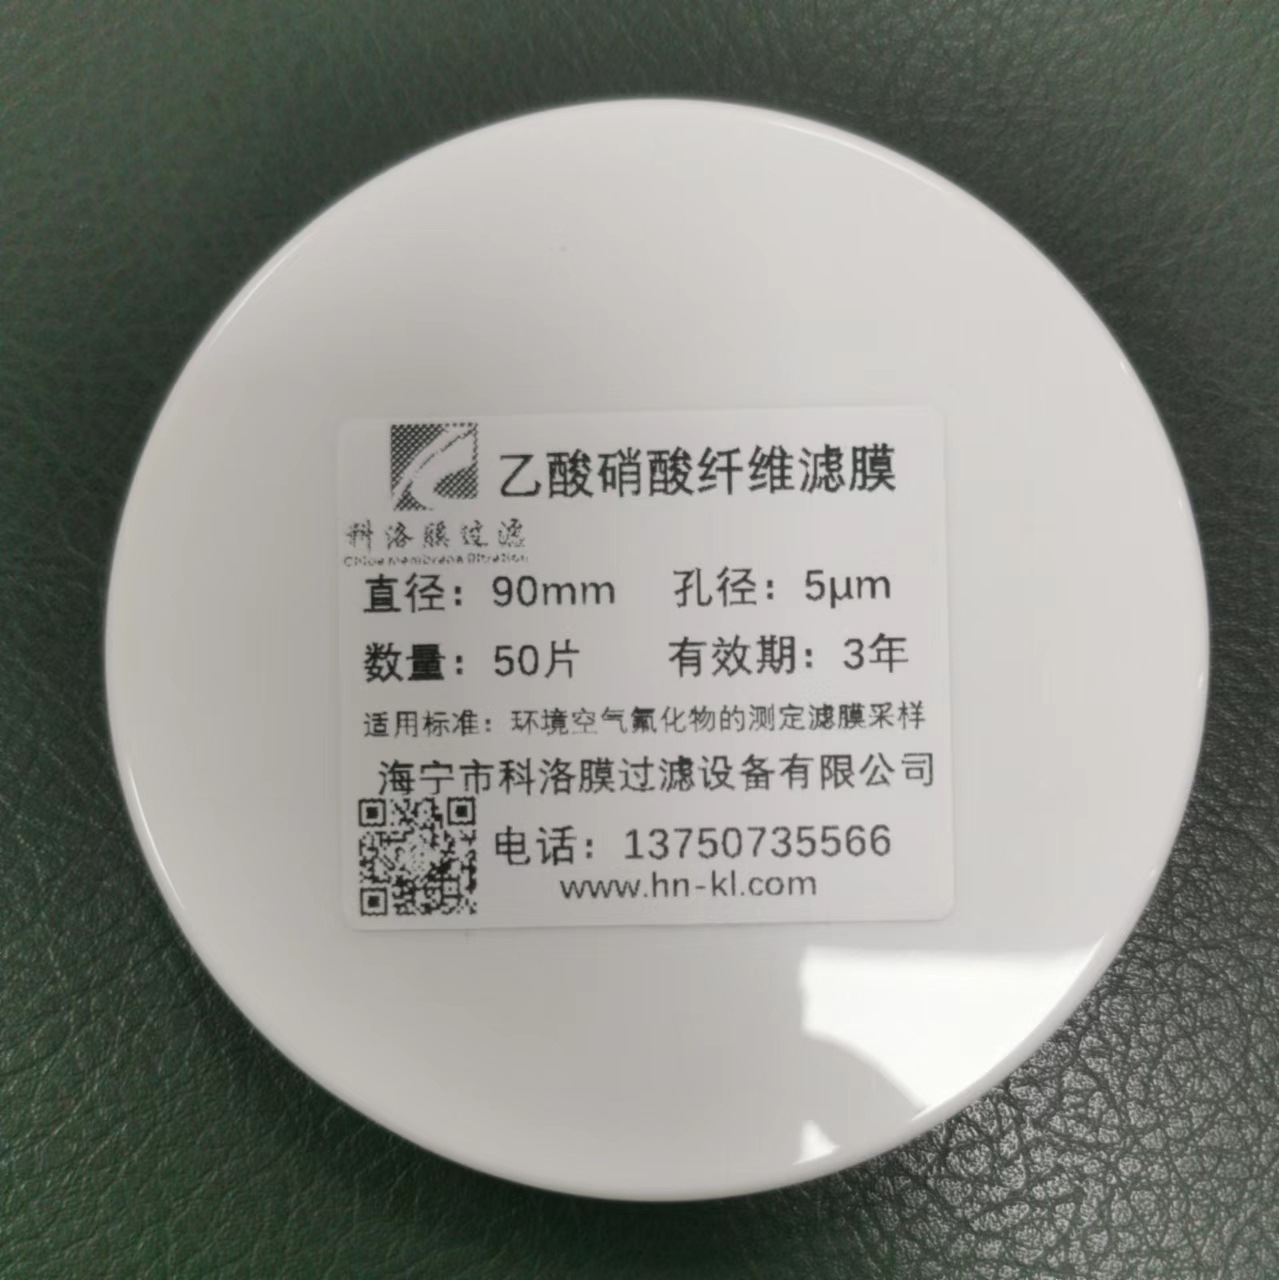 乙酸硝酸纤维滤膜
科洛膜过滤
Chloe membrane filtration
直径：90mm 孔径：5μm
数量：50片 有效期：3年
适用标准：环境空气氟化物的测定滤膜采样
海宁市科洛膜过滤设备有限公司
电话：13750735566
www.hn-kl.com